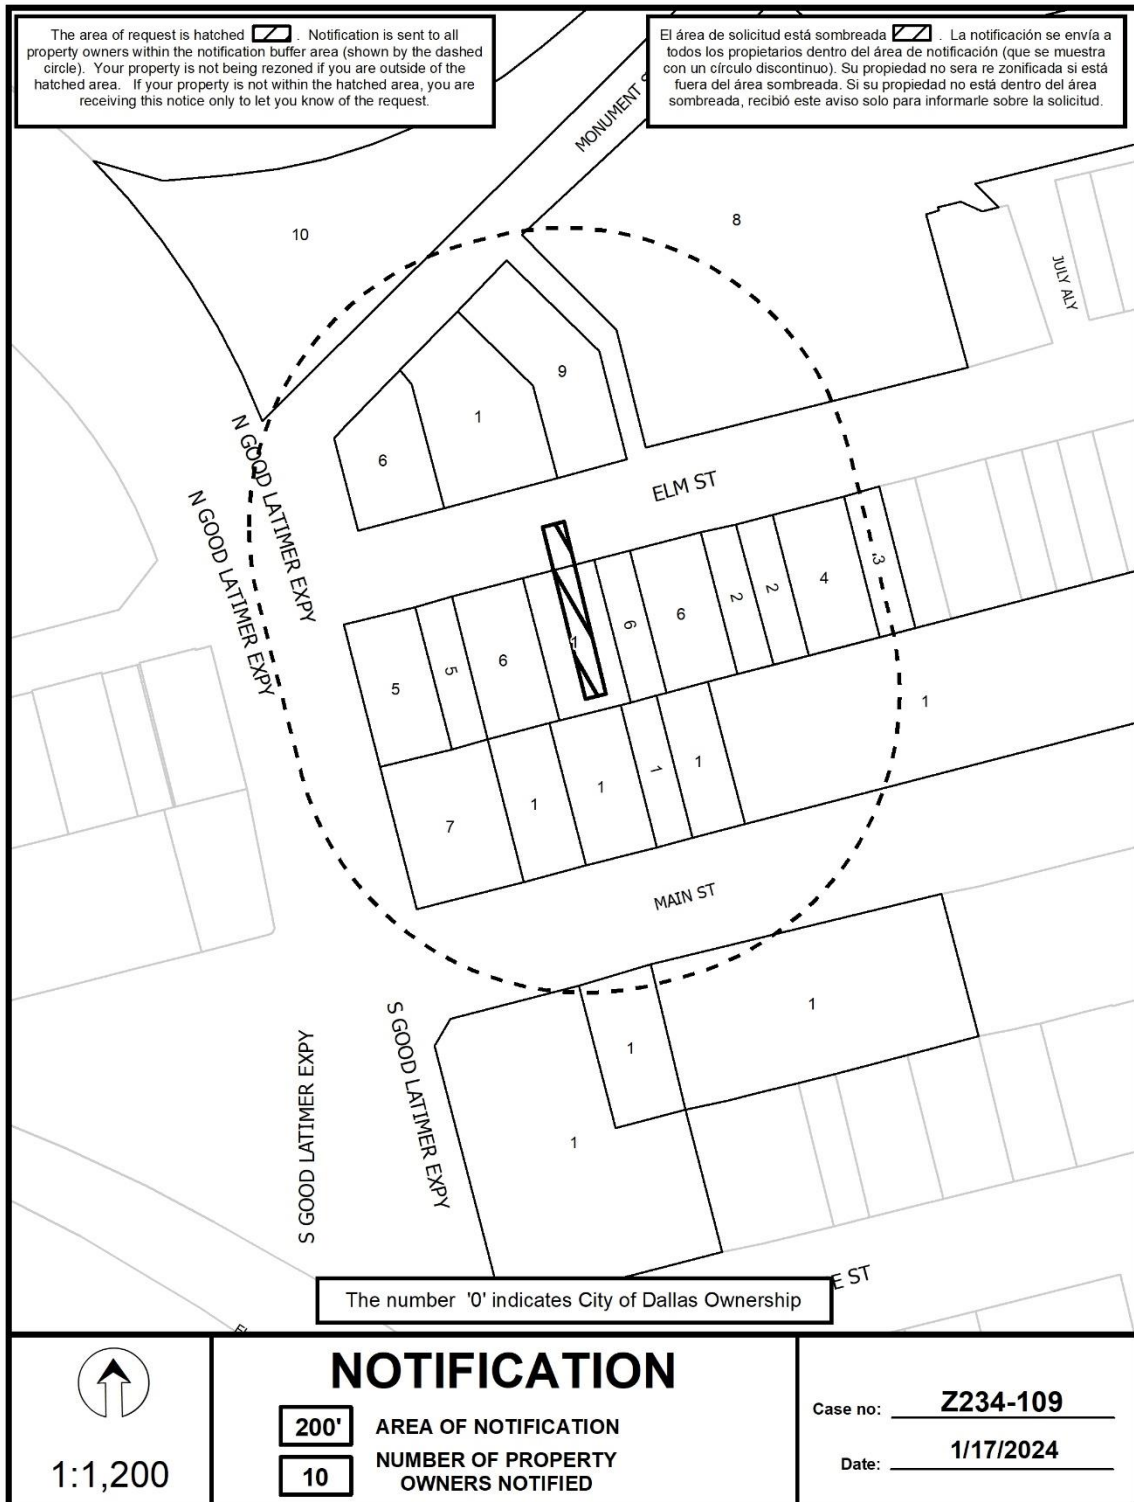 The area of request is hatched . Notification is sent to all
property owners within the notification buffer area (shown by the dashed
circle). Your property is not being rezoned if you are outside of the
hatched area. If your property is not within the hatched area, you are
receiving this notice only to let you know of the request.
El área de solicitud está sombreada . La notificación se envía a
todos los propietarios dentro del área de notificación (que se muestra
con un círculo discontinuo). Su propiedad no sera re zonificada si está
fuera del área sombreada. Si su propiedad no está dentro del área
sombreada, recibió este aviso solo para informarle sobre la solicitud.
MONUMENT S
10
8
JULY ALY
9
1
6
N GOOD LATIMER EXPY
N GOOD LATIMER EXPY
ELM ST
3
4
2
2
6
6
1
6
5
5
1
1
1
1
1
7
MAIN ST
1
1
1
S GOOD LATIMER EXPY
S GOOD LATIMER EXPY
E ST
The number '0' indicates City of Dallas Ownership
1:1,200
NOTIFICATION
200' AREA OF NOTIFICATION
10 NUMBER OF PROPERTY
OWNERS NOTIFIED
Case no: Z234-109
Date: 1/17/2024